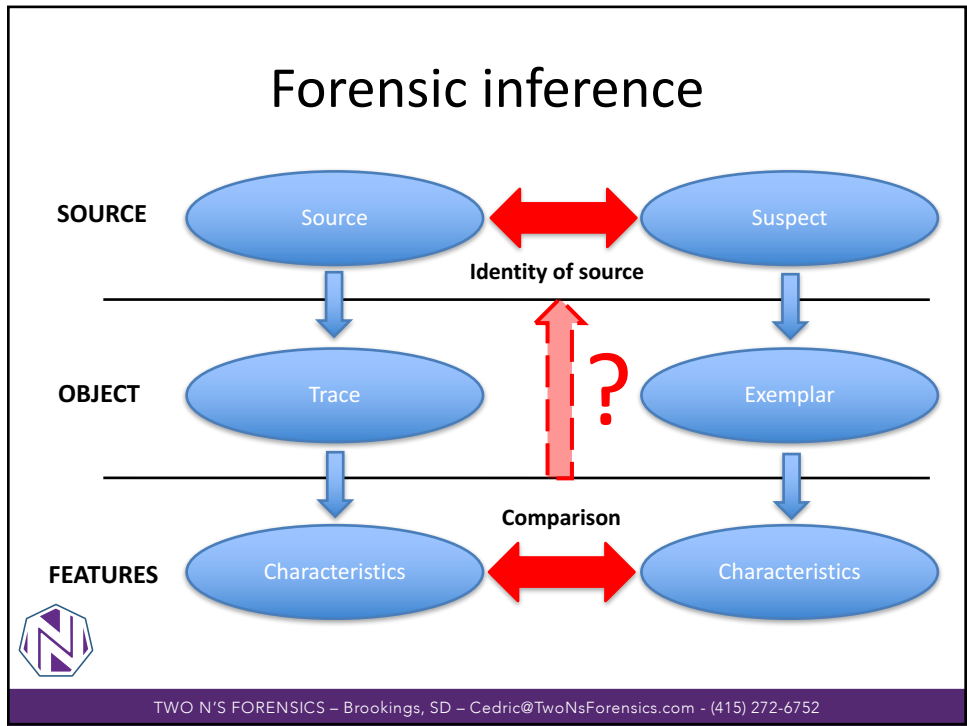 Forensic inference
SOURCE
Source
Suspect
Identity of source
OBJECT
Trace
?
Exemplar
Comparison
FEATURES
Characteristics
Characteristics
N
TWO N'S FORENSICS – Brookings, SD – Cedric@TwoNsForensics.com - (415) 272-6752